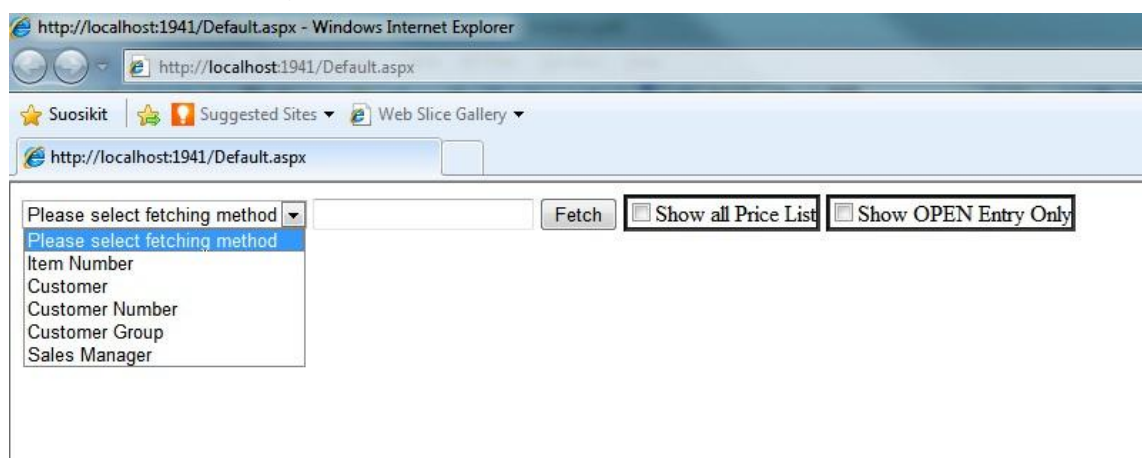 http://localhost:1941/Default.aspx - Windows Internet Explorer
http://localhost:1941/Default.aspx
Suosikit Suggested Sites Web Slice Gallery
http://localhost:1941/Default.aspx
Please select fetching method Fetch Show all Price List Show OPEN Entry Only
Please select fetching method
Item Number
Customer
Customer Number
Customer Group
Sales Manager